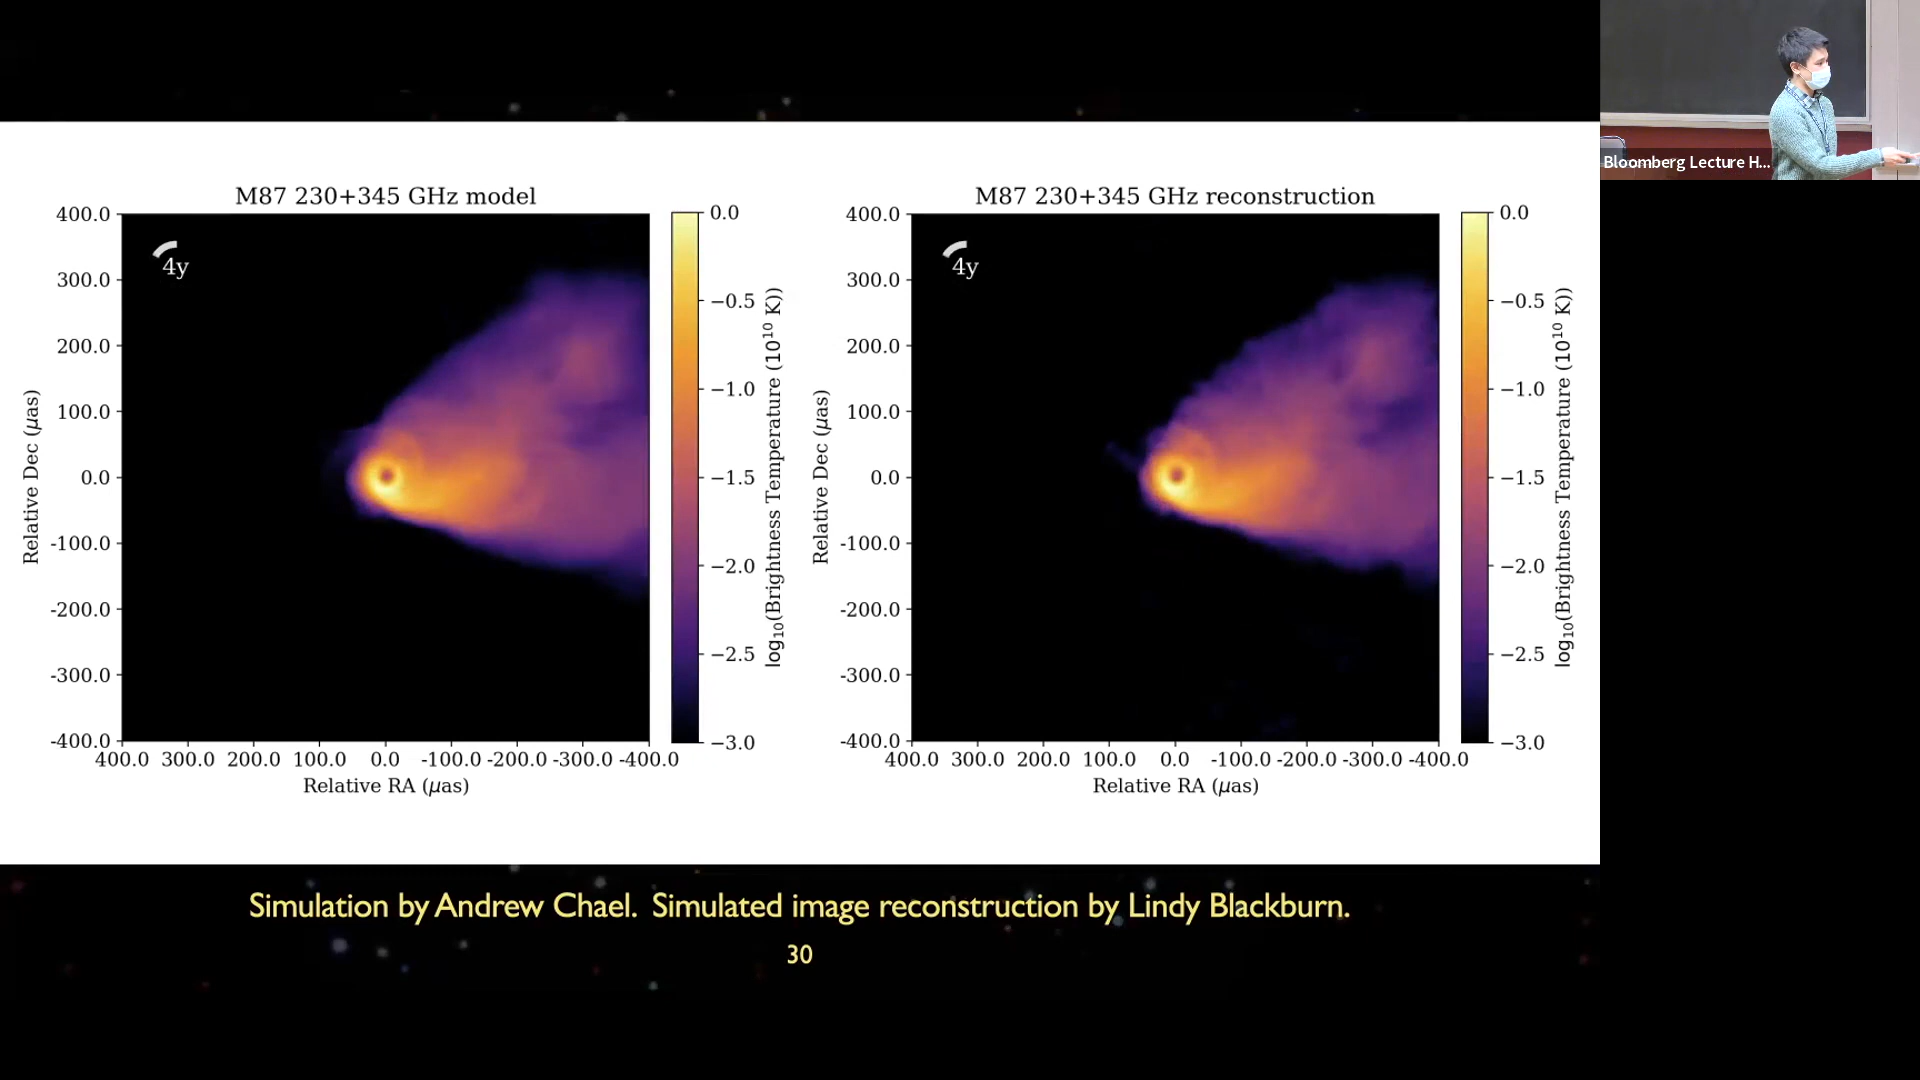 M87 230+345 GHz model
400.0
300.0
200.0
100.0
0.0
-100.0
-200.0
-300.0
-400.0
Relative Dec (μas)
400.0 300.0 200.0 100.0 0.0 -100.0 -200.0 -300.0 -400.0
Relative RA (μas)
4y
0.0
−0.5
−1.0
−1.5
−2.0
−2.5
−3.0
log₁₀(Brightness Temperature (10¹⁰ K))
M87 230+345 GHz reconstruction
400.0
300.0
200.0
100.0
0.0
-100.0
-200.0
-300.0
-400.0
Relative Dec (μas)
400.0 300.0 200.0 100.0 0.0 -100.0 -200.0 -300.0 -400.0
Relative RA (μas)
4y
0.0
−0.5
−1.0
−1.5
−2.0
−2.5
−3.0
log₁₀(Brightness Temperature (10¹⁰ K))
Simulation by Andrew Chael. Simulated image reconstruction by Lindy Blackburn.
30
Bloomberg Lecture H...